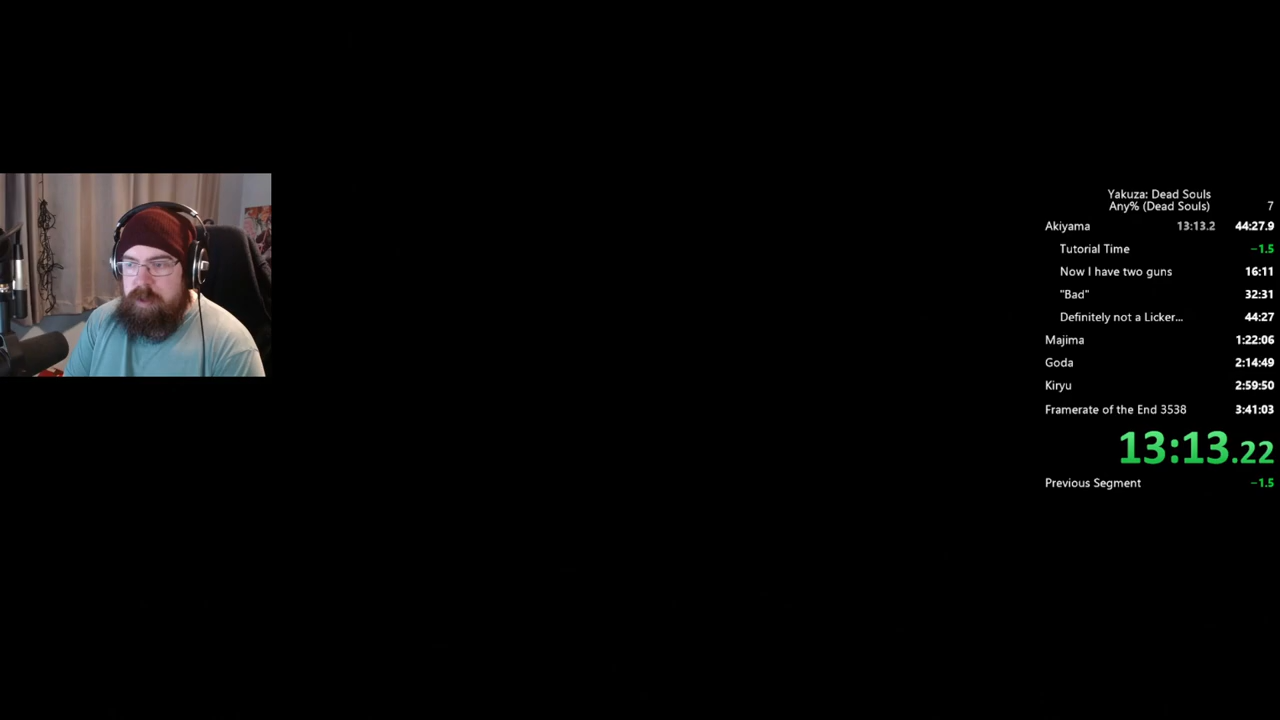 Yakuza: Dead Souls
Any% (Dead Souls) 7
Akiyama 13:13.2 44:27.9
Tutorial Time −1.5
Now I have two guns 16:11
"Bad" 32:31
Definitely not a Licker... 44:27
Majima 1:22:06
Goda 2:14:49
Kiryu 2:59:50
Framerate of the End 3538 3:41:03
13:13.22
Previous Segment −1.5